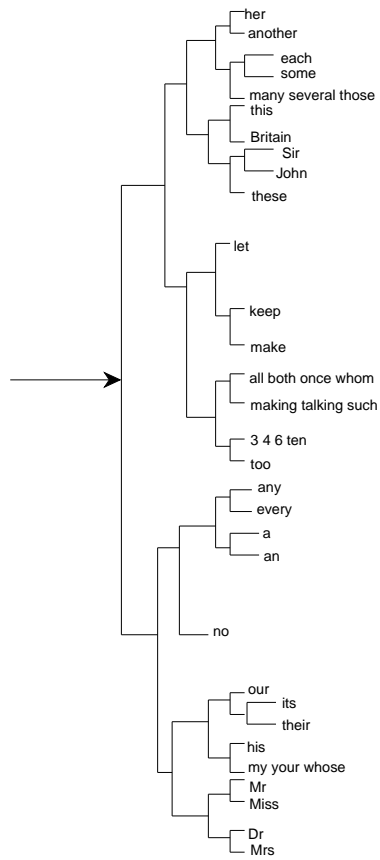 her
another
each
some
many several those
this
Britain
Sir
John
these
let
keep
make
all both once whom
making talking such
3 4 6 ten
too
any
every
a
an
no
our
its
their
his
my your whose
Mr
Miss
Dr
Mrs